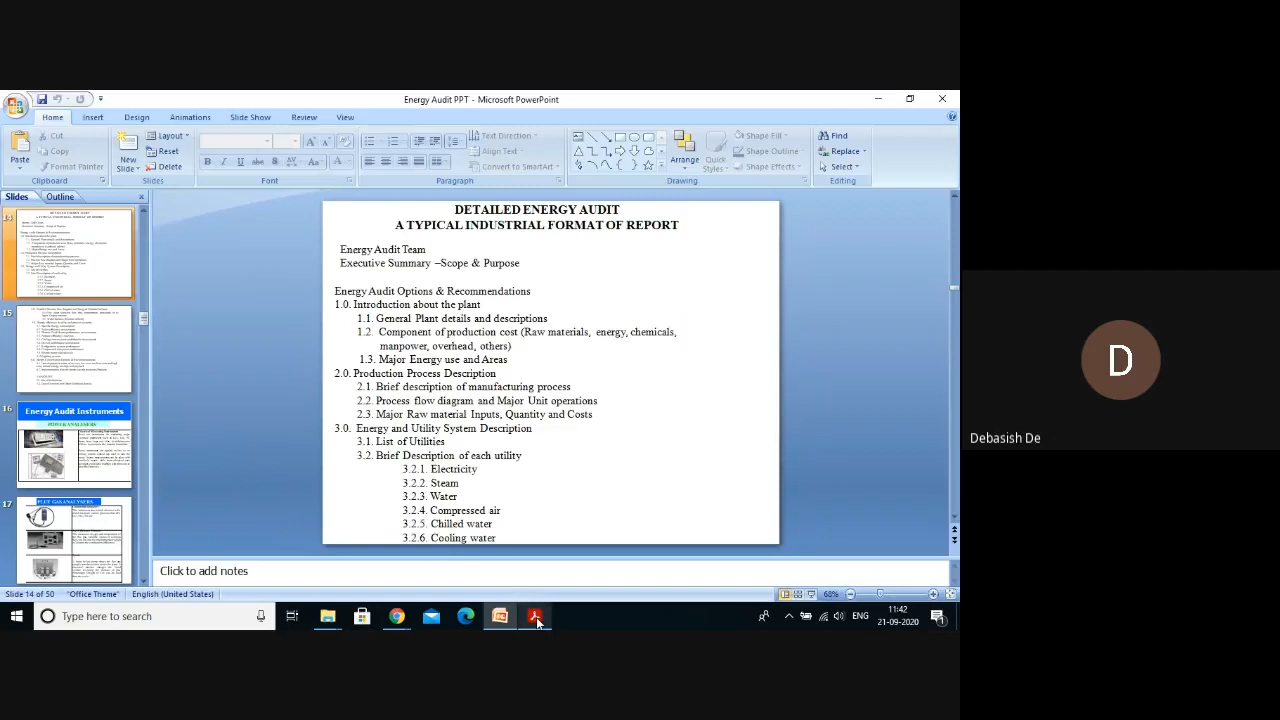 Energy Audit PPT - Microsoft PowerPoint
Home Insert Design Animations Slide Show Review View
Paste Cut Copy Format Painter
New Slide Layout Reset Delete
Text Direction Align Text Convert to SmartArt
Arrange Quick Styles Shape Fill Shape Outline Shape Effects
Find Replace Select
Clipboard Slides Font Paragraph Drawing Editing
Slides Outline
14
15
16
Energy Audit Instruments
POWER ANALYSERS
17
FLUE GAS ANALYSERS
DETAILED ENERGY AUDIT
A TYPICAL INDUSTRIAL FORMAT OF REPORT
Energy Audit Team
Executive Summary –Scope & Purpose
Energy Audit Options & Recommendations
1.0. Introduction about the plant
1.1. General Plant details and descriptions
1.2. Component of production cost (Raw materials, energy, chemicals,
manpower, overhead, others)
1.3. Major Energy use and Areas
2.0. Production Process Description
2.1. Brief description of manufacturing process
2.2. Process flow diagram and Major Unit operations
2.3. Major Raw material Inputs, Quantity and Costs
3.0. Energy and Utility System Description
3.1. List of Utilities
3.2. Brief Description of each utility
3.2.1. Electricity
3.2.2. Steam
3.2.3. Water
3.2.4. Compressed air
3.2.5. Chilled water
3.2.6. Cooling water
Click to add notes
Slide 14 of 50 "Office Theme" English (United States) 68%
Type here to search
ENG
11:42
21-09-2020
D
Debasish De